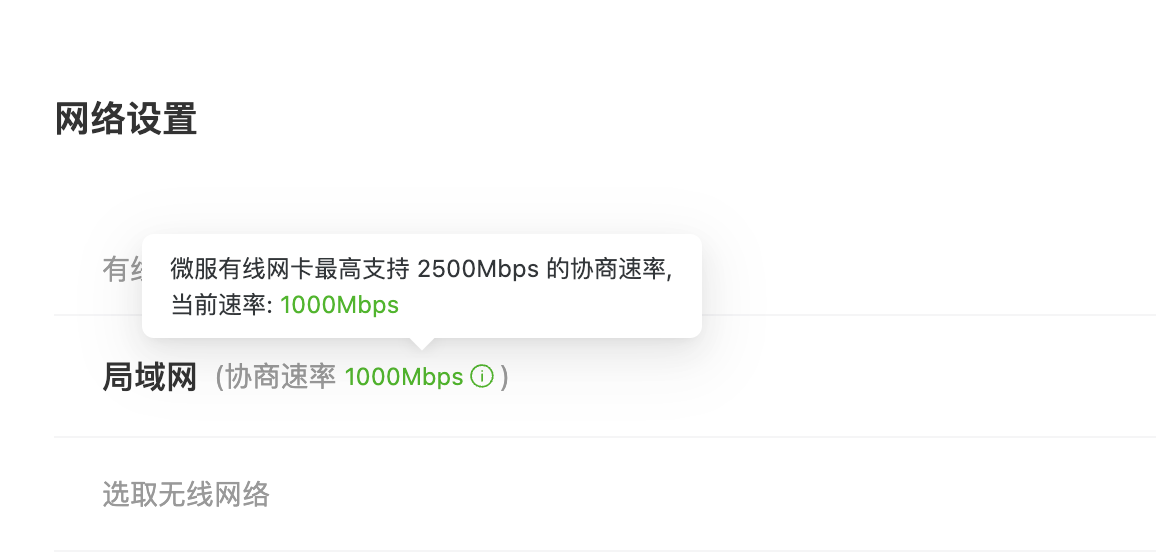 网络设置
有
微服有线网卡最高支持 2500Mbps 的协商速率,
当前速率: 1000Mbps
局域网 (协商速率 1000Mbps)
选取无线网络